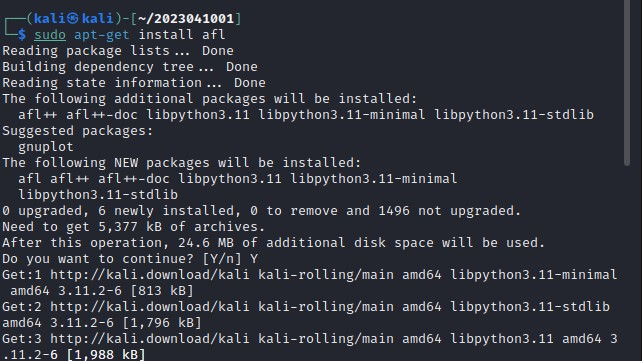 ┌──(kali㉿kali)-[~/2023041001]
└─$ sudo apt-get install afl
Reading package lists... Done
Building dependency tree... Done
Reading state information... Done
The following additional packages will be installed:
  afl++ afl++-doc libpython3.11 libpython3.11-minimal libpython3.11-stdlib
Suggested packages:
  gnuplot
The following NEW packages will be installed:
  afl afl++ afl++-doc libpython3.11 libpython3.11-minimal
  libpython3.11-stdlib
0 upgraded, 6 newly installed, 0 to remove and 1496 not upgraded.
Need to get 5,377 kB of archives.
After this operation, 24.6 MB of additional disk space will be used.
Do you want to continue? [Y/n] Y
Get:1 http://kali.download/kali kali-rolling/main amd64 libpython3.11-minimal
 amd64 3.11.2-6 [813 kB]
Get:2 http://kali.download/kali kali-rolling/main amd64 libpython3.11-stdlib
amd64 3.11.2-6 [1,796 kB]
Get:3 http://kali.download/kali kali-rolling/main amd64 libpython3.11 amd64 3
.11.2-6 [1,988 kB]